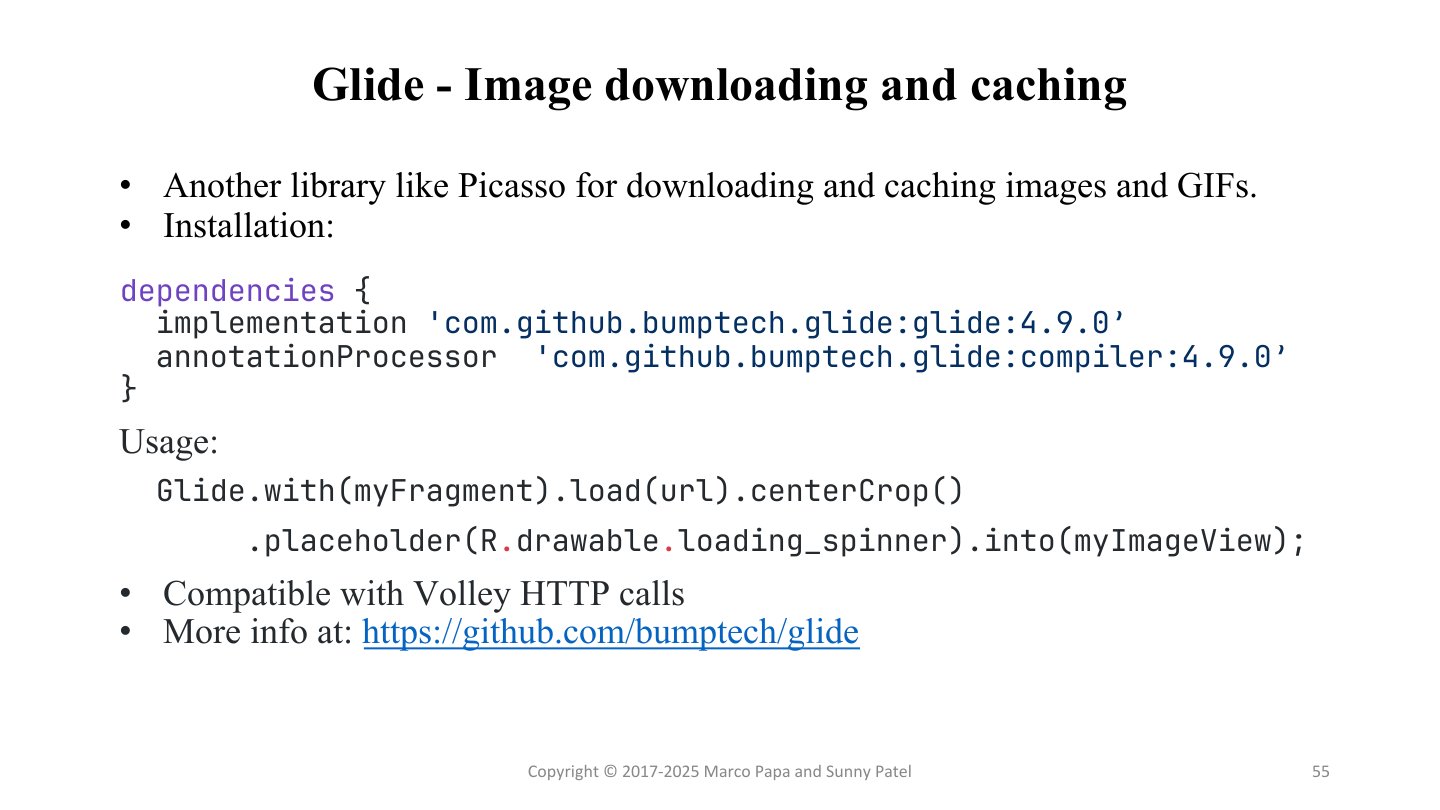 Glide - Image downloading and caching
• Another library like Picasso for downloading and caching images and GIFs.
• Installation:
dependencies {
  implementation 'com.github.bumptech.glide:glide:4.9.0’
  annotationProcessor  'com.github.bumptech.glide:compiler:4.9.0’
}
Usage:
  Glide.with(myFragment).load(url).centerCrop()
       .placeholder(R.drawable.loading_spinner).into(myImageView);
• Compatible with Volley HTTP calls
• More info at: https://github.com/bumptech/glide
Copyright © 2017-2025 Marco Papa and Sunny Patel
55